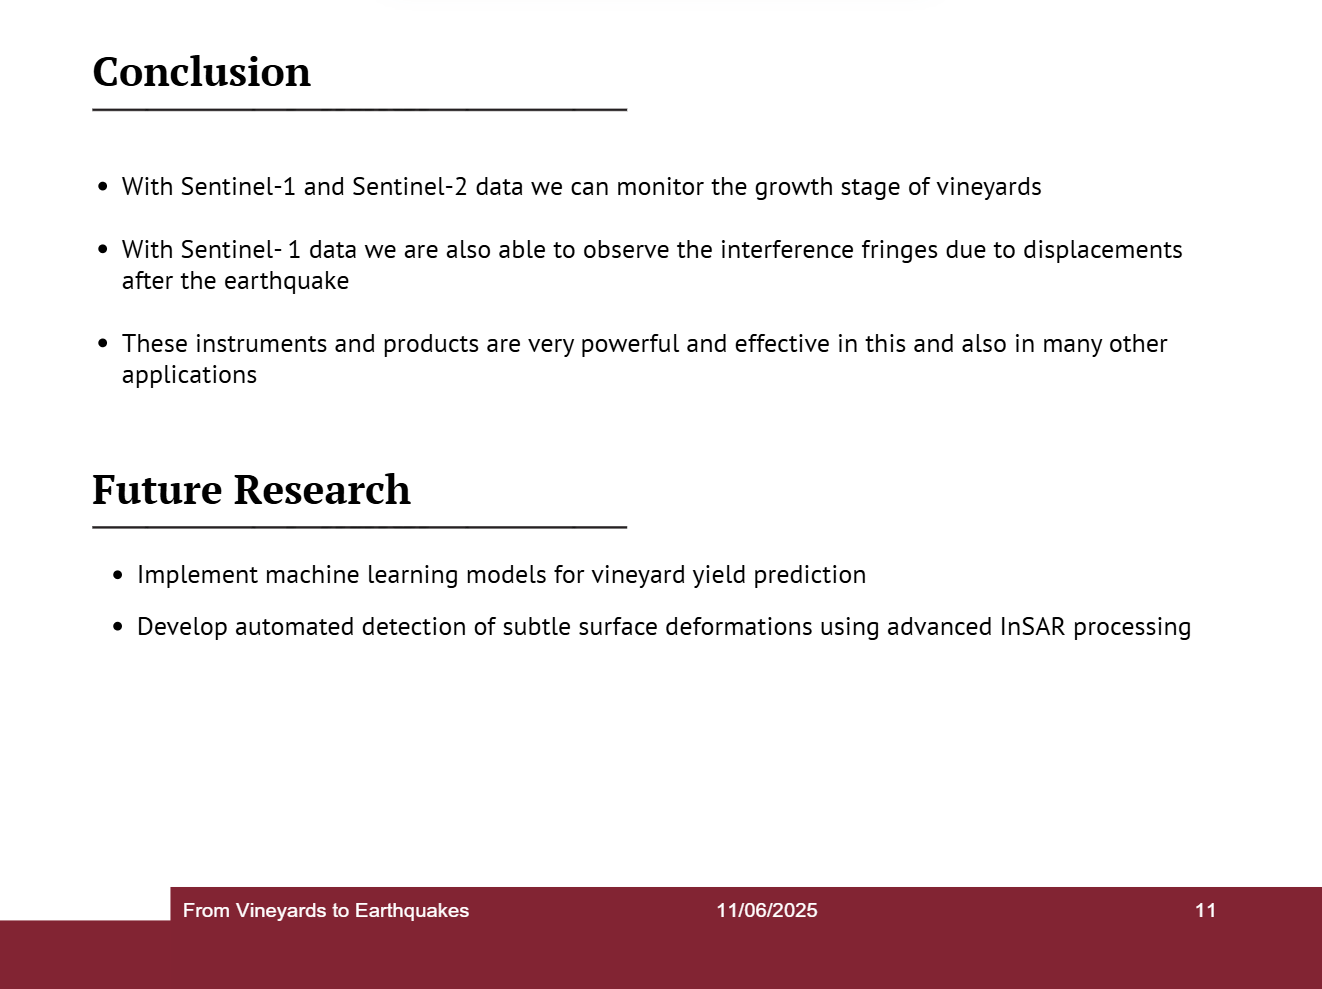 Conclusion
• With Sentinel-1 and Sentinel-2 data we can monitor the growth stage of vineyards
• With Sentinel- 1 data we are also able to observe the interference fringes due to displacements
after the earthquake
• These instruments and products are very powerful and effective in this and also in many other
applications
Future Research
• Implement machine learning models for vineyard yield prediction
• Develop automated detection of subtle surface deformations using advanced InSAR processing
From Vineyards to Earthquakes 11/06/2025 11